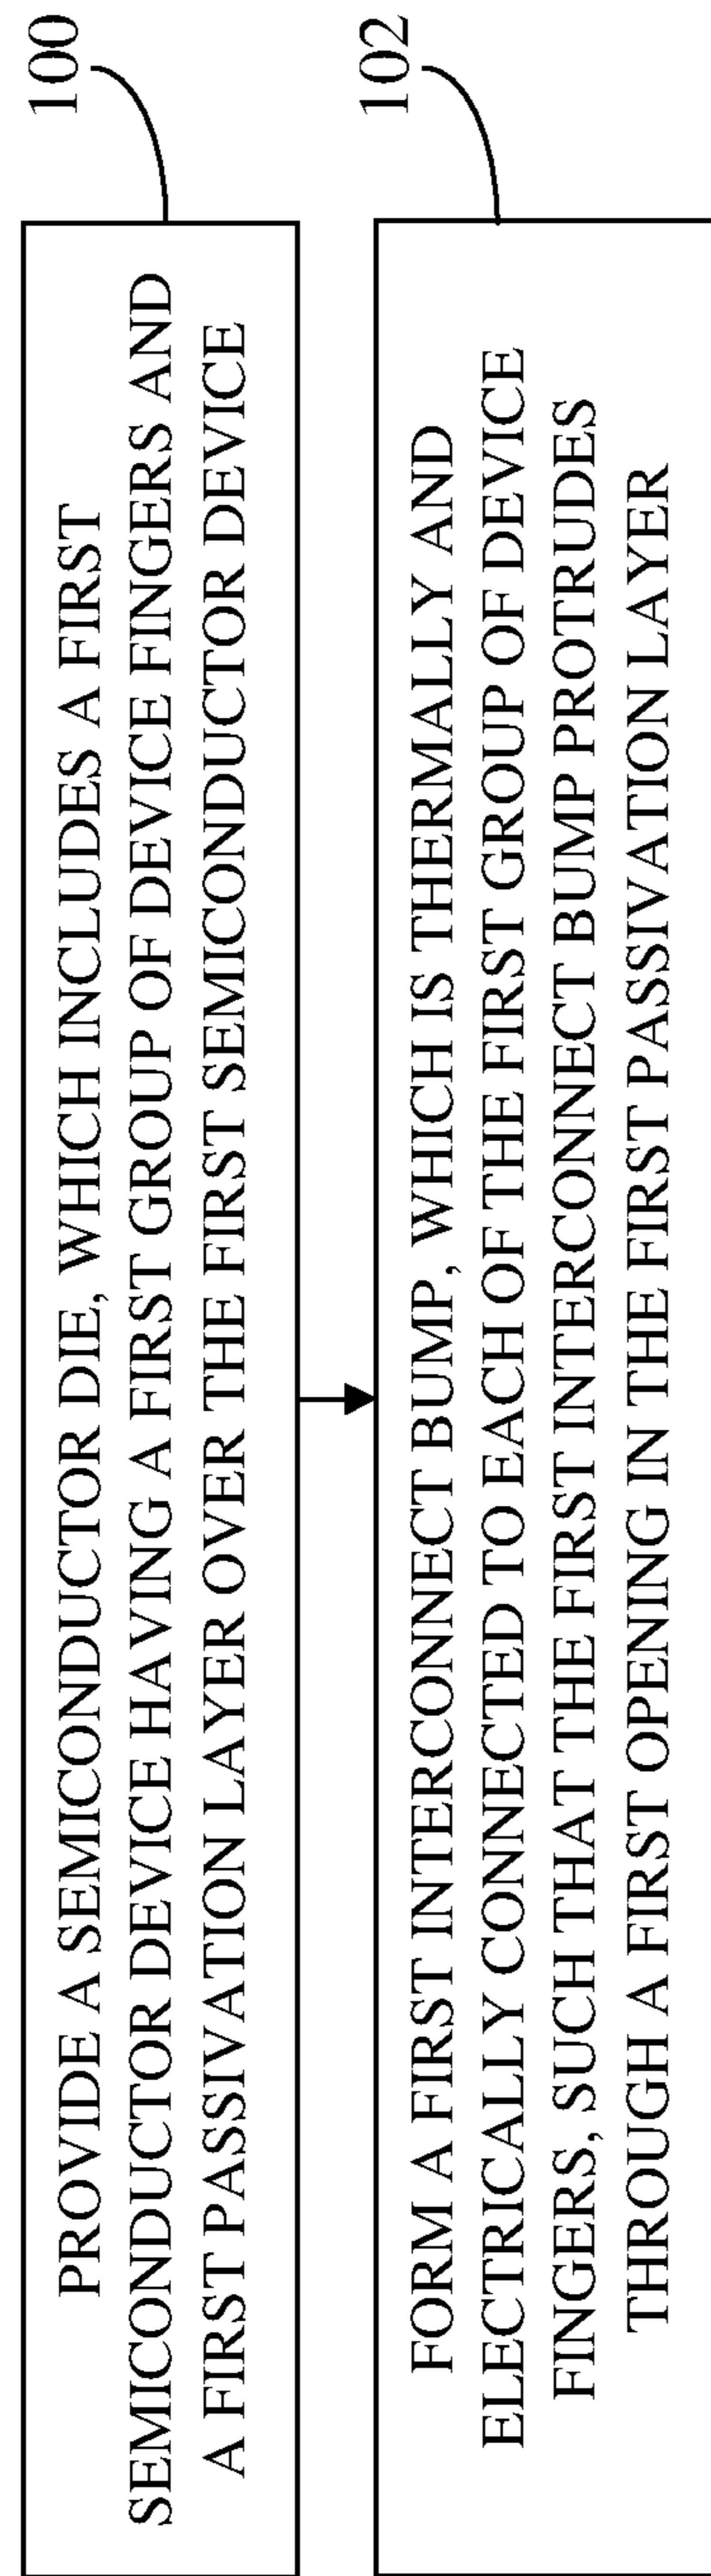 PROVIDE A SEMICONDUCTOR DIE, WHICH INCLUDES A FIRST
SEMICONDUCTOR DEVICE HAVING A FIRST GROUP OF DEVICE FINGERS AND
A FIRST PASSIVATION LAYER OVER THE FIRST SEMICONDUCTOR DEVICE
100
FORM A FIRST INTERCONNECT BUMP, WHICH IS THERMALLY AND
ELECTRICALLY CONNECTED TO EACH OF THE FIRST GROUP OF DEVICE
FINGERS, SUCH THAT THE FIRST INTERCONNECT BUMP PROTRUDES
THROUGH A FIRST OPENING IN THE FIRST PASSIVATION LAYER
102